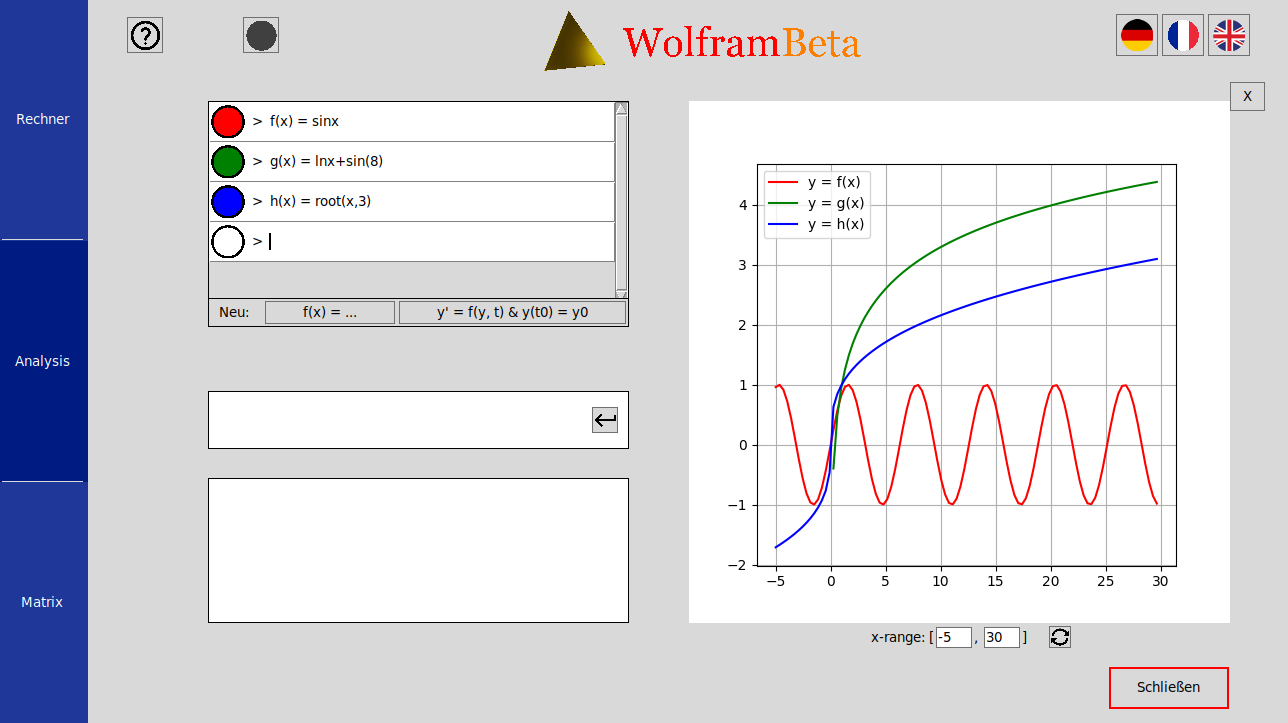 ?
WolframBeta
X
Rechner
Analysis
Matrix
> f(x) = sinx
> g(x) = lnx+sin(8)
> h(x) = root(x,3)
>
Neu: f(x) = ... y' = f(y, t) & y(t0) = y0
y = f(x)
y = g(x)
y = h(x)
4
3
2
1
0
−1
−2
−5 0 5 10 15 20 25 30
x-range: [ -5 , 30 ]
Schließen